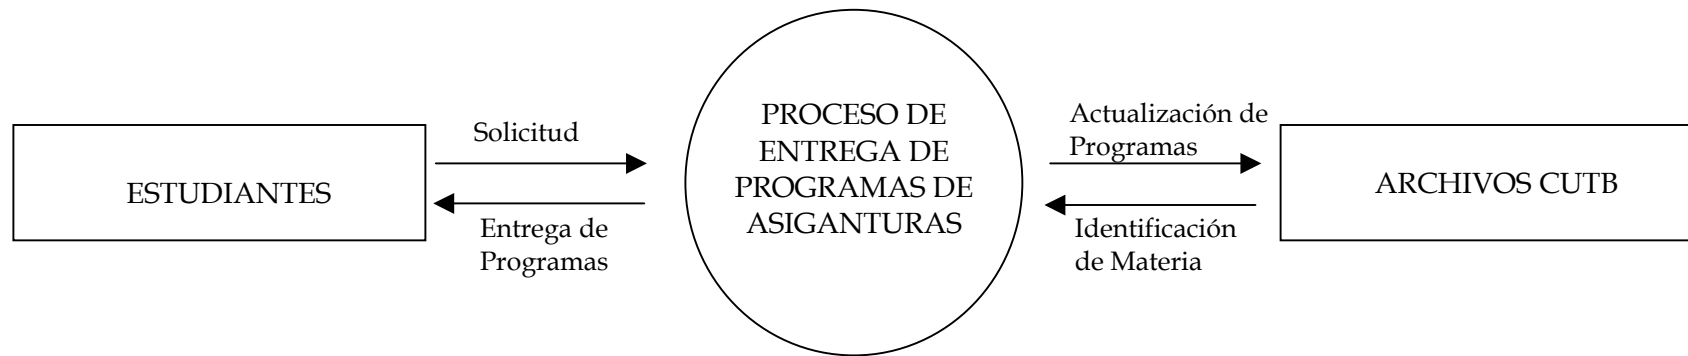 ESTUDIANTES
Solicitud
Entrega de
Programas
PROCESO DE
ENTREGA DE
PROGRAMAS DE
ASIGANTURAS
Actualización de
Programas
Identificación
de Materia
ARCHIVOS CUTB